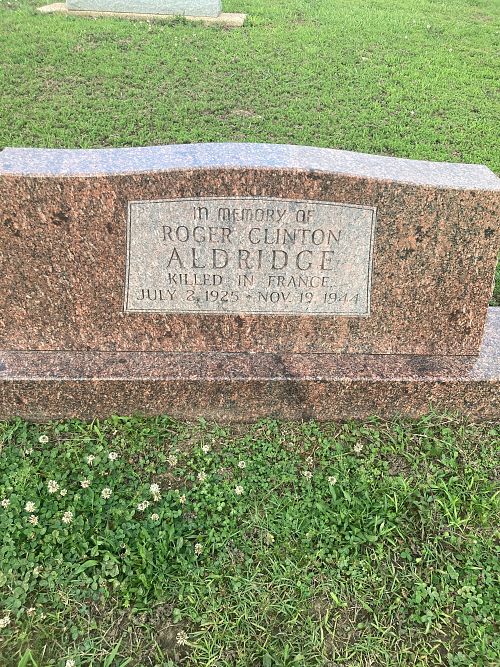 IN MEMORY OF
ROGER CLINTON
ALDRIDGE
KILLED IN FRANCE
JULY 2, 1925 - NOV. 19, 1944